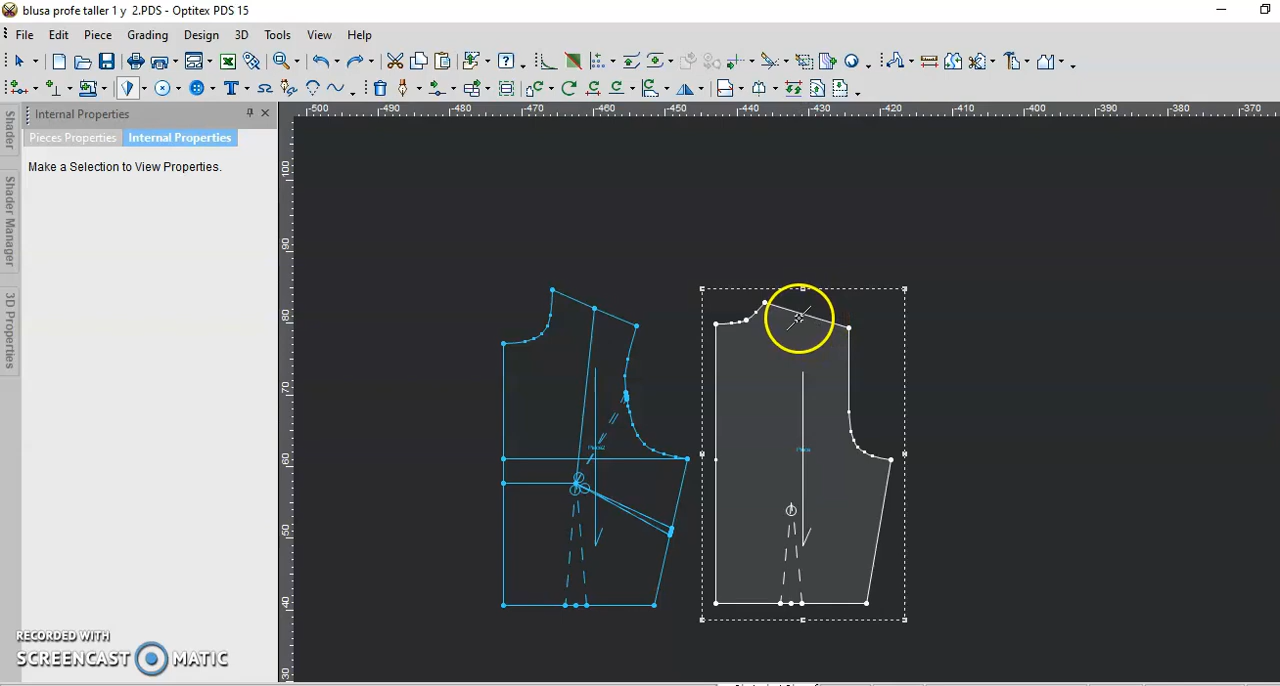 blusa profe taller 1 y  2.PDS - Optitex PDS 15
File Edit Piece Grading Design 3D Tools View Help
Internal Properties
Pieces Properties Internal Properties
Make a Selection to View Properties.
Shader
Shader Manager
3D Properties
-500 -490 -480 -470 -460 -450 -440 -430 -420 -410 -400 -390 -380 -370
100
90
80
70
60
50
40
30
RECORDED WITH
SCREENCAST MATIC